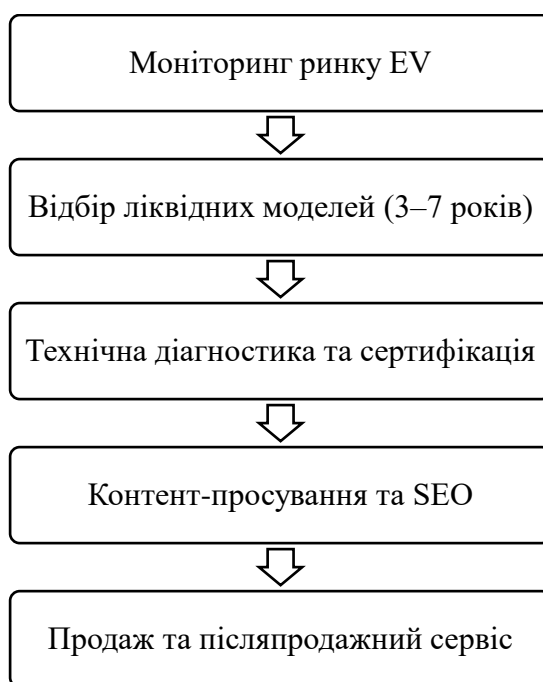 Моніторинг ринку EV
Відбір ліквідних моделей (3–7 років)
Технічна діагностика та сертифікація
Контент-просування та SEO
Продаж та післяпродажний сервіс